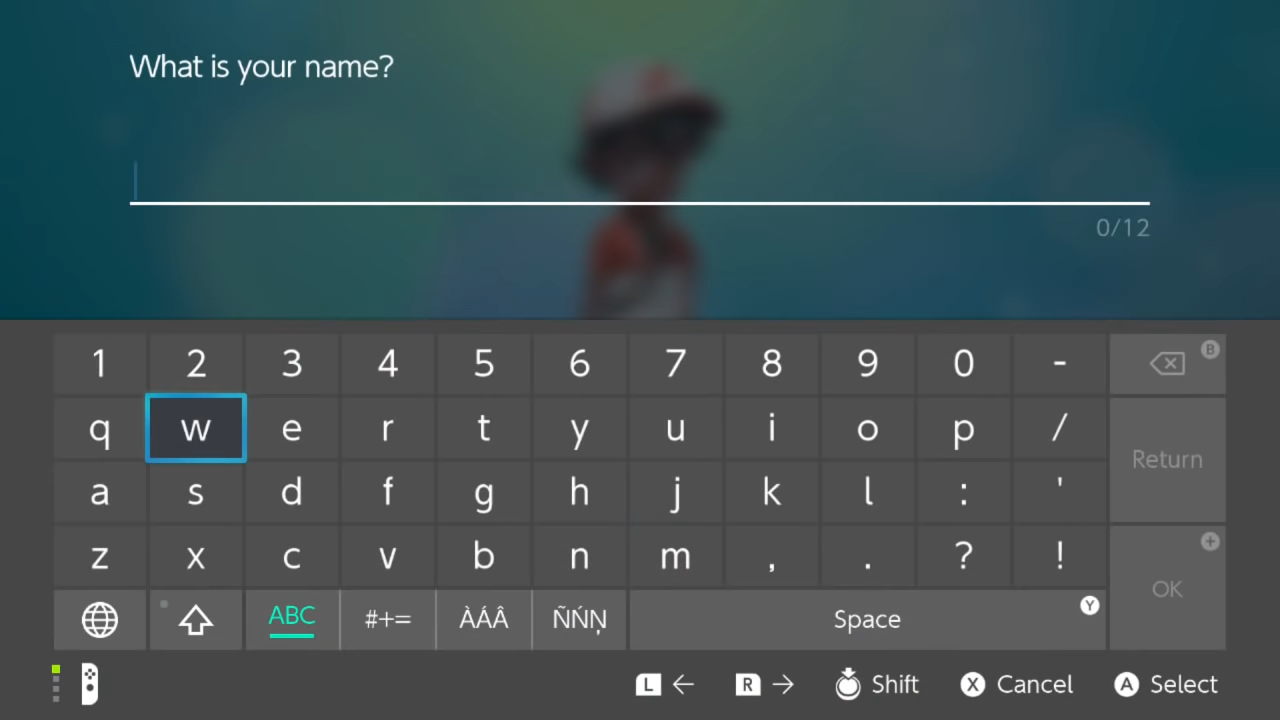 What is your name?
0/12
1 2 3 4 5 6 7 8 9 0 - B
q w e r t y u i o p / Return
a s d f g h j k l : '
z x c v b n m , . ? ! + OK
ABC #+= ÀÁÂ ÑŃŅ Space Y
L ← R → Shift X Cancel A Select